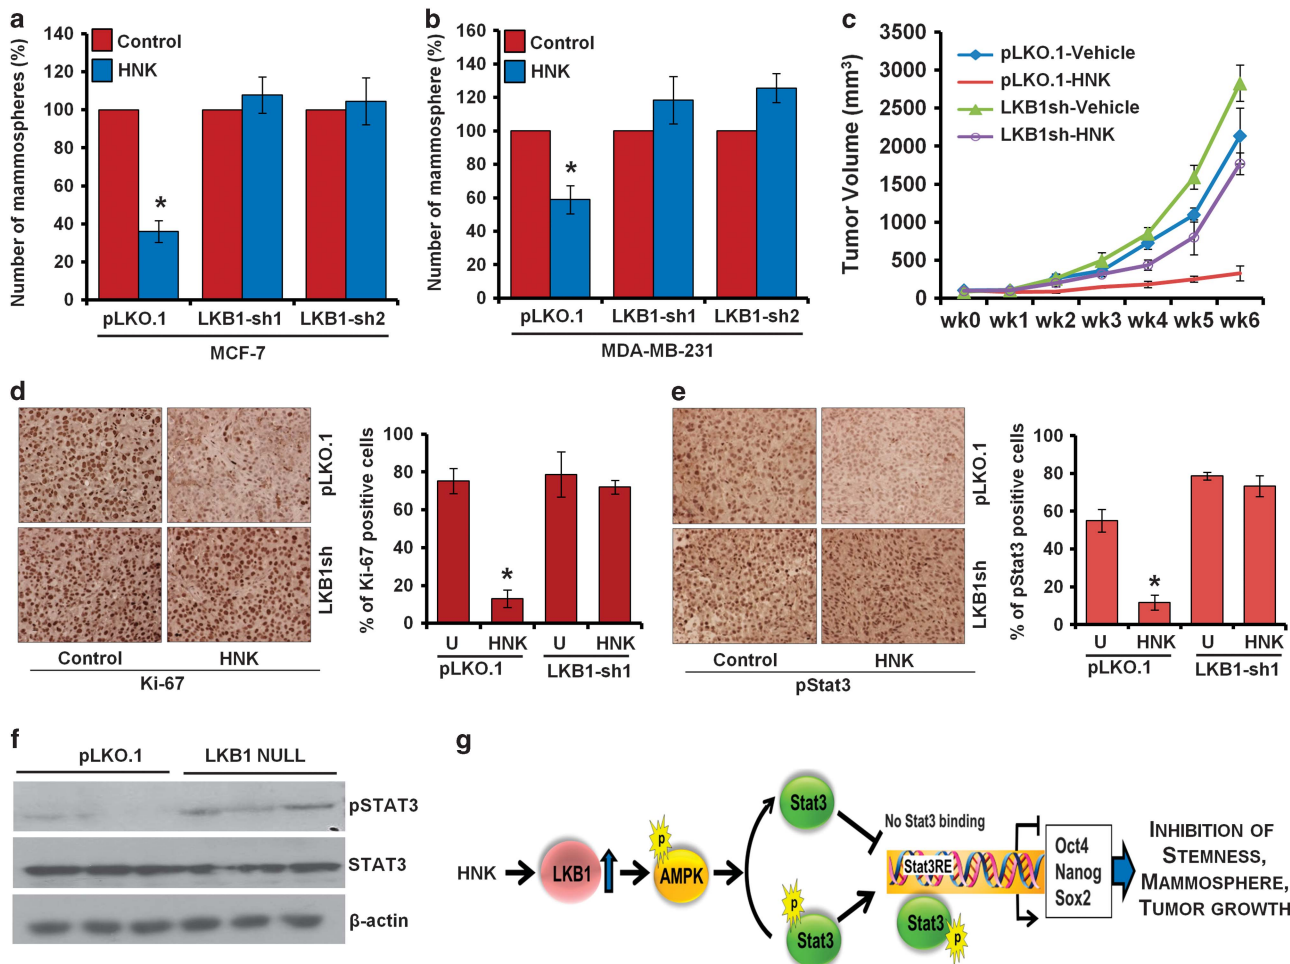 a
Number of mammospheres (%)
140
120
100
80
60
40
20
0
Control
HNK
*
pLKO.1
LKB1-sh1
LKB1-sh2
MCF-7
b
Number of mammosphere (%)
160
140
120
100
80
60
40
20
0
Control
HNK
*
pLKO.1
LKB1-sh1
LKB1-sh2
MDA-MB-231
c
Tumor Volume (mm³)
3500
3000
2500
2000
1500
1000
500
0
pLKO.1-Vehicle
pLKO.1-HNK
LKB1sh-Vehicle
LKB1sh-HNK
wk0 wk1 wk2 wk3 wk4 wk5 wk6
d
pLKO.1
LKB1sh
Control
HNK
Ki-67
% of Ki-67 positive cells
100
80
60
40
20
0
*
U HNK U HNK
pLKO.1 LKB1-sh1
e
pLKO.1
LKB1sh
Control
HNK
pStat3
% of pStat3 positive cells
100
80
60
40
20
0
*
U HNK U HNK
pLKO.1 LKB1-sh1
f
pLKO.1
LKB1 NULL
pSTAT3
STAT3
β-actin
g
HNK
LKB1
p
AMPK
Stat3
p
Stat3
No Stat3 binding
Stat3RE
Stat3
p
Oct4
Nanog
Sox2
INHIBITION OF
STEMNESS,
MAMMOSPHERE,
TUMOR GROWTH